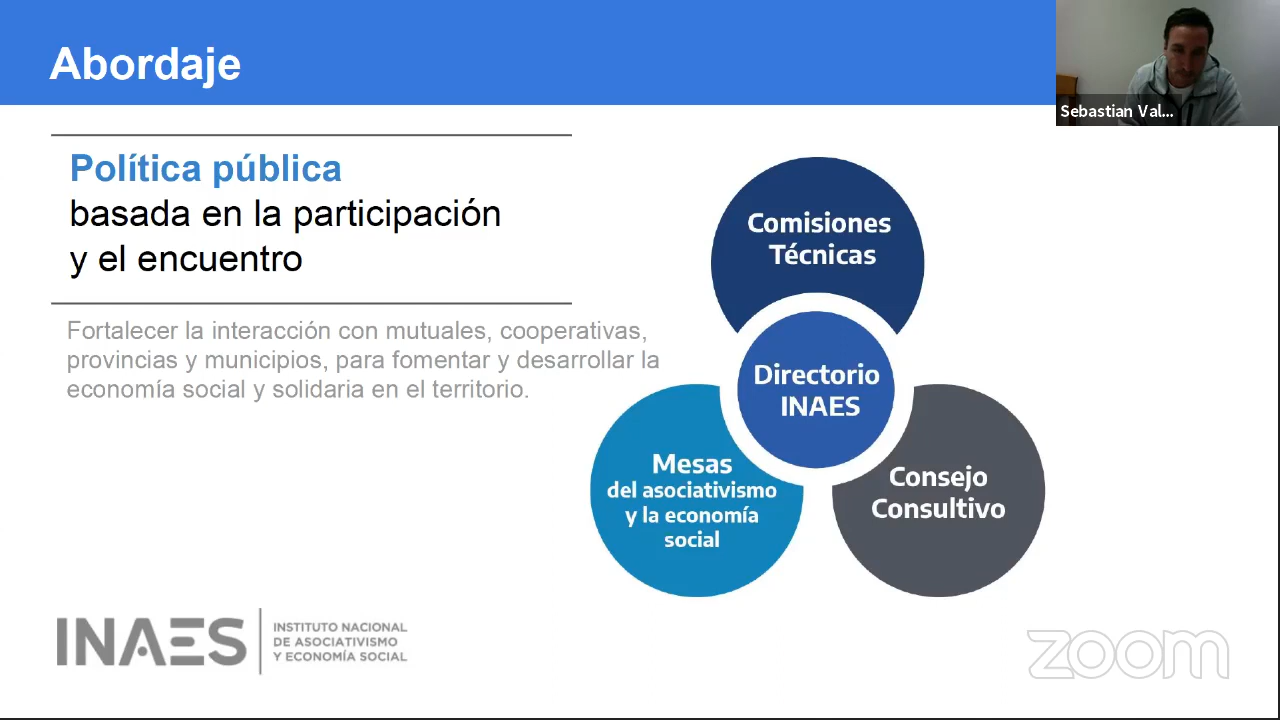 Abordaje
Sebastian Val...
Política pública
basada en la participación
y el encuentro
Fortalecer la interacción con mutuales, cooperativas,
provincias y municipios, para fomentar y desarrollar la
economía social y solidaria en el territorio.
Comisiones
Técnicas
Directorio
INAES
Mesas
del asociativismo
y la economía
social
Consejo
Consultivo
INAES
INSTITUTO NACIONAL
DE ASOCIATIVISMO
Y ECONOMÍA SOCIAL
zoom